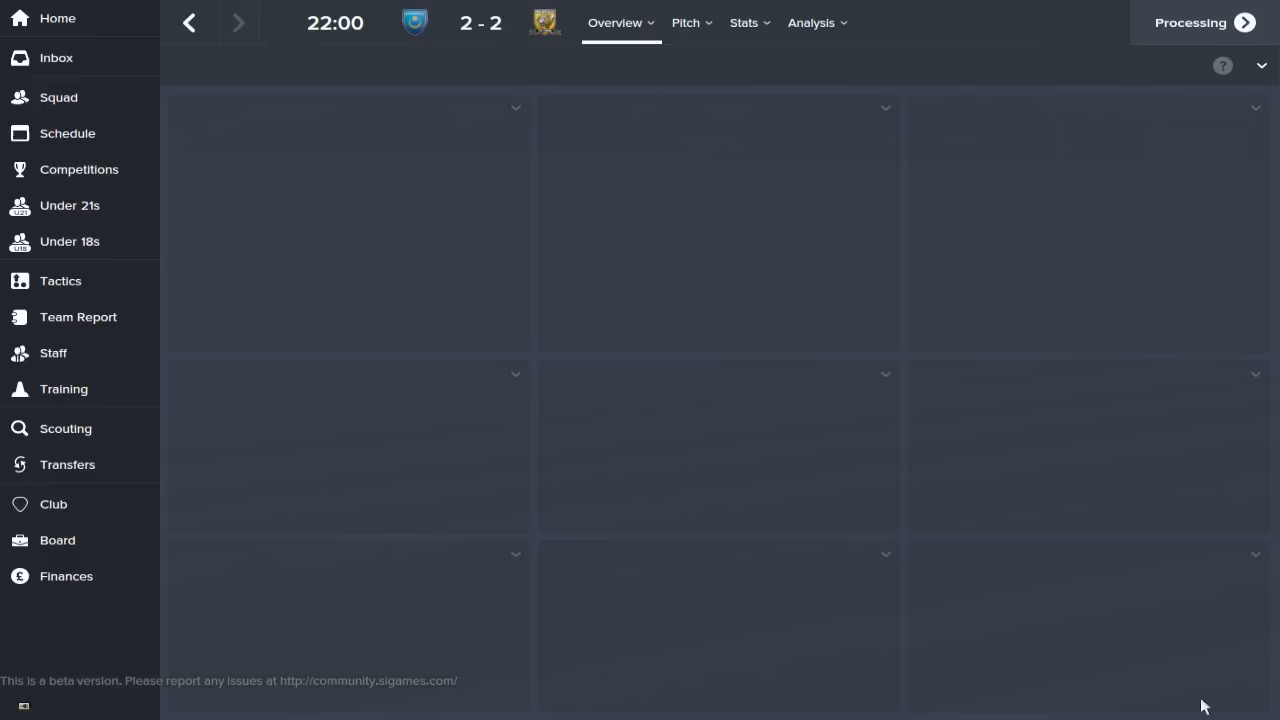 Home
22:00
2 - 2
Overview
Pitch
Stats
Analysis
Processing
Inbox
?
Squad
Schedule
Competitions
Under 21s
Under 18s
Tactics
Team Report
Staff
Training
Scouting
Transfers
Club
Board
Finances
This is a beta version. Please report any issues at http://community.sigames.com/